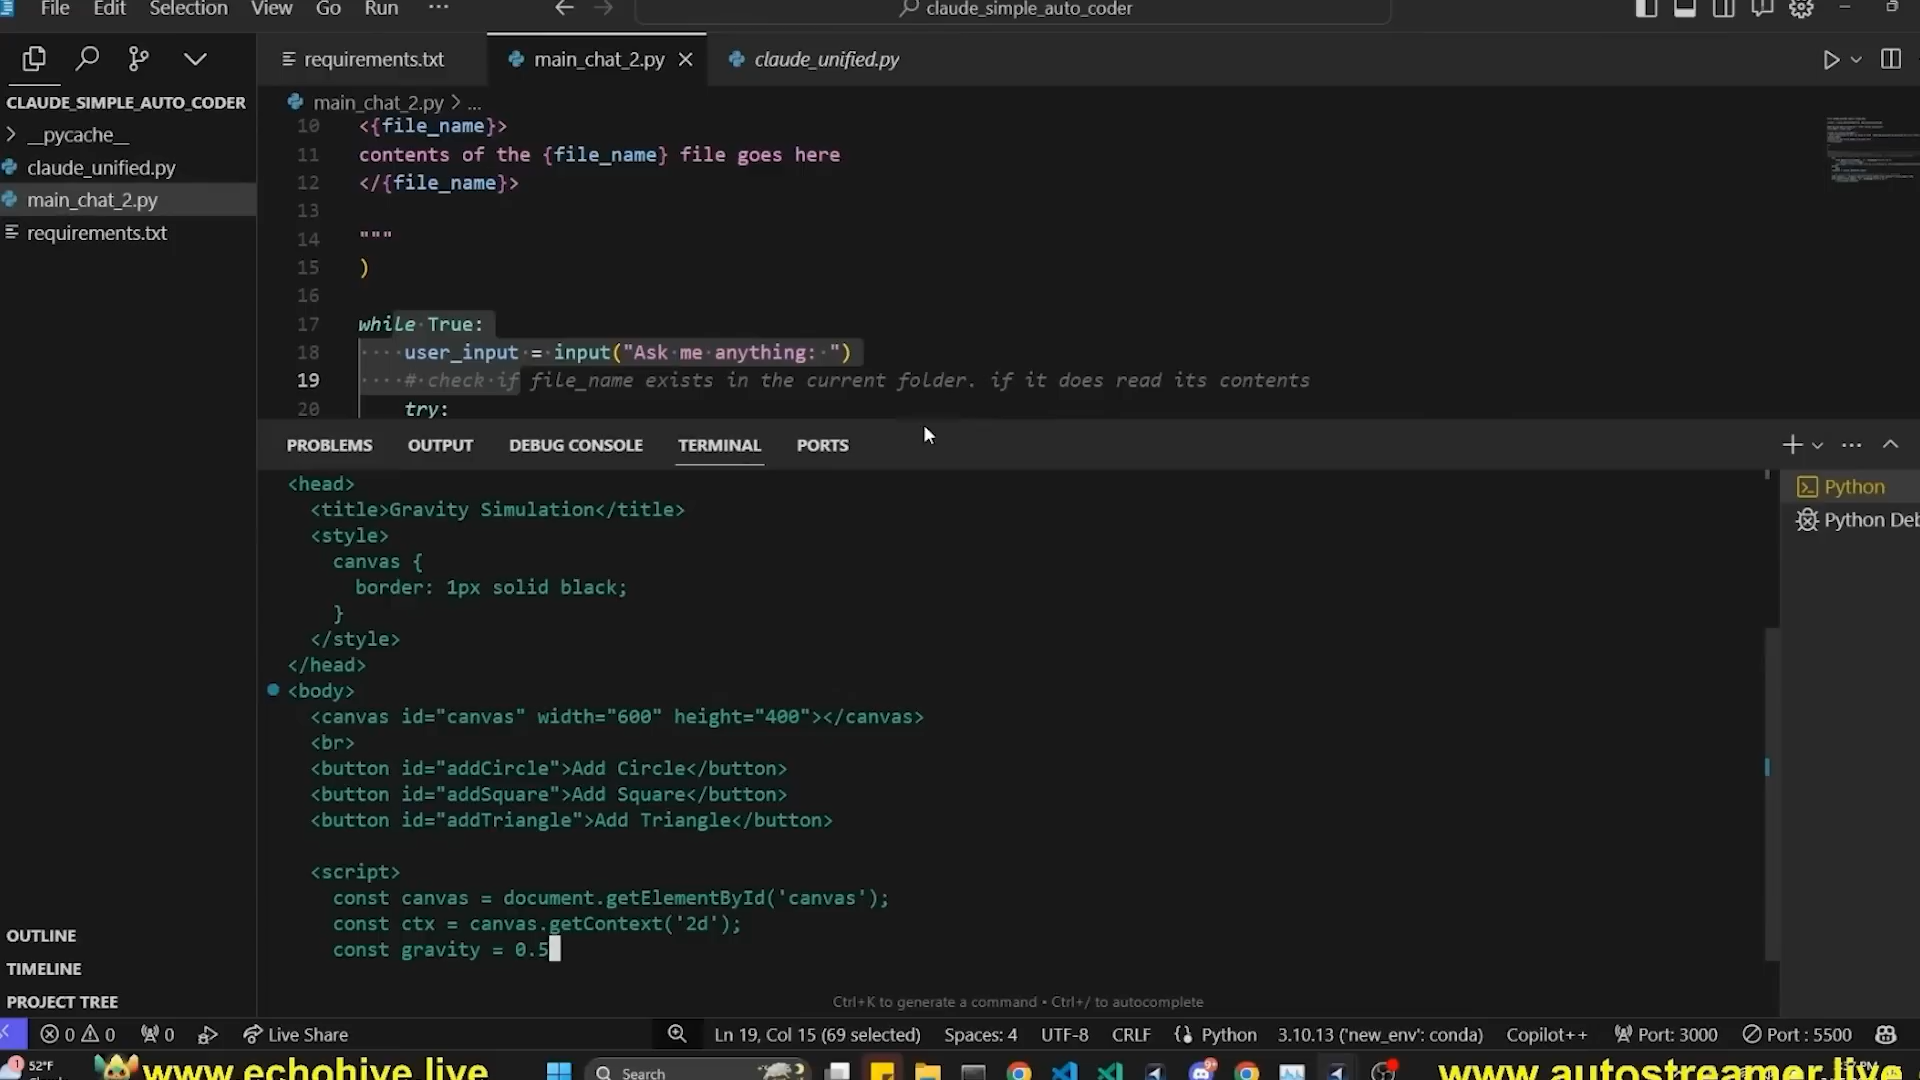 File Edit Selection View Go Run ··· claude_simple_auto_coder
requirements.txt main_chat_2.py claude_unified.py
CLAUDE_SIMPLE_AUTO_CODER
__pycache__
claude_unified.py
main_chat_2.py
requirements.txt
OUTLINE
TIMELINE
PROJECT TREE
main_chat_2.py > ...
10 <{file_name}>
11 contents of the {file_name} file goes here
12 </{file_name}>
13
14 """
15 )
16
17 while True:
18 user_input = input("Ask me anything: ")
19 # check if file_name exists in the current folder. if it does read its contents
20 try:
PROBLEMS OUTPUT DEBUG CONSOLE TERMINAL PORTS
Python
Python Deb
<head>
<title>Gravity Simulation</title>
<style>
canvas {
border: 1px solid black;
}
</style>
</head>
<body>
<canvas id="canvas" width="600" height="400"></canvas>
<br>
<button id="addCircle">Add Circle</button>
<button id="addSquare">Add Square</button>
<button id="addTriangle">Add Triangle</button>
<script>
const canvas = document.getElementById('canvas');
const ctx = canvas.getContext('2d');
const gravity = 0.5
Ctrl+K to generate a command • Ctrl+/ to autocomplete
0 0 0 Live Share Ln 19, Col 15 (69 selected) Spaces: 4 UTF-8 CRLF Python 3.10.13 ('new_env': conda) Copilot++ Port: 3000 Port : 5500
1 52°F www.echohive.live Search www.autostreamer.live